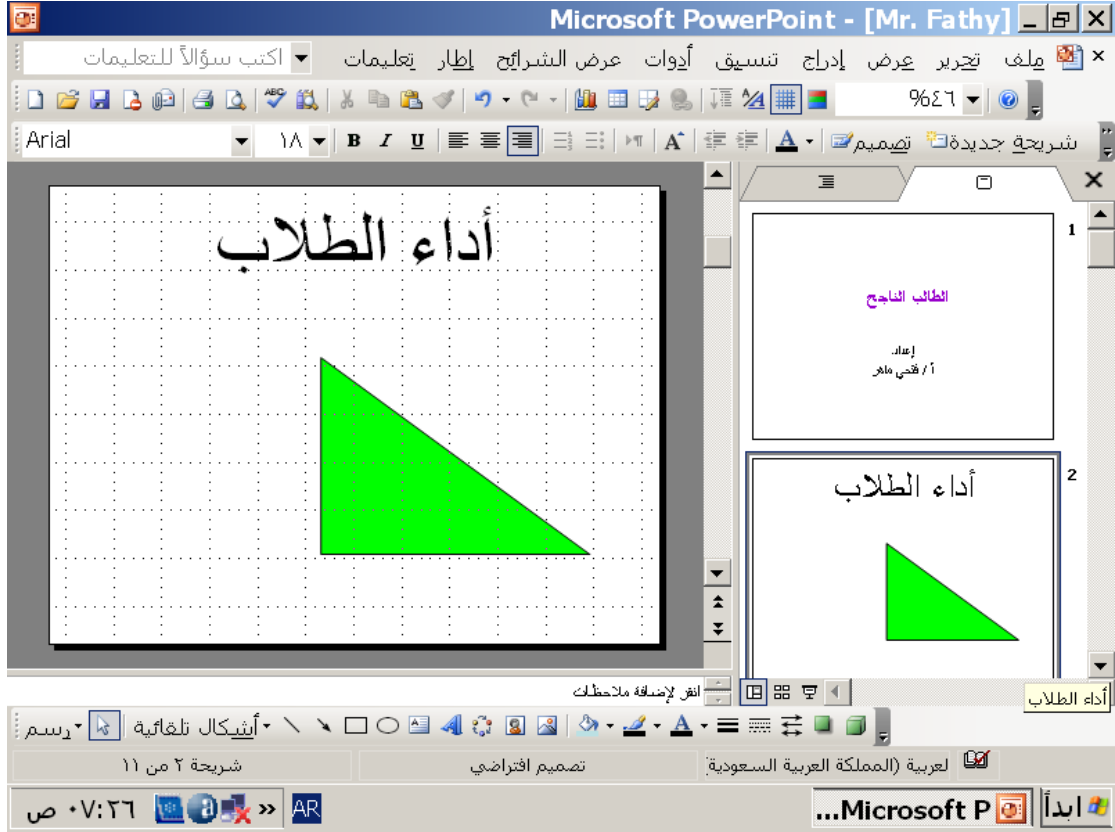 Microsoft PowerPoint - [Mr. Fathy]
ملف تحرير عرض إدراج تنسيق أدوات عرض الشرائح إطار تعليمات اكتب سؤالاً للتعليمات
%٤٦
Arial ١٨ B I U A A شريحة جديدة تصميم
أداء الطلاب
1
الطالب الناجح
إعداد
أ / فتحي ماهر
2
أداء الطلاب
انقر لإضافة ملاحظات
أداء الطلاب
رسم أشكال تلقائية A
شريحة ٢ من ١١ تصميم افتراضي لعربية (المملكة العربية السعودية
ابدأ Microsoft P... AR ٠٧:٢٦ ص